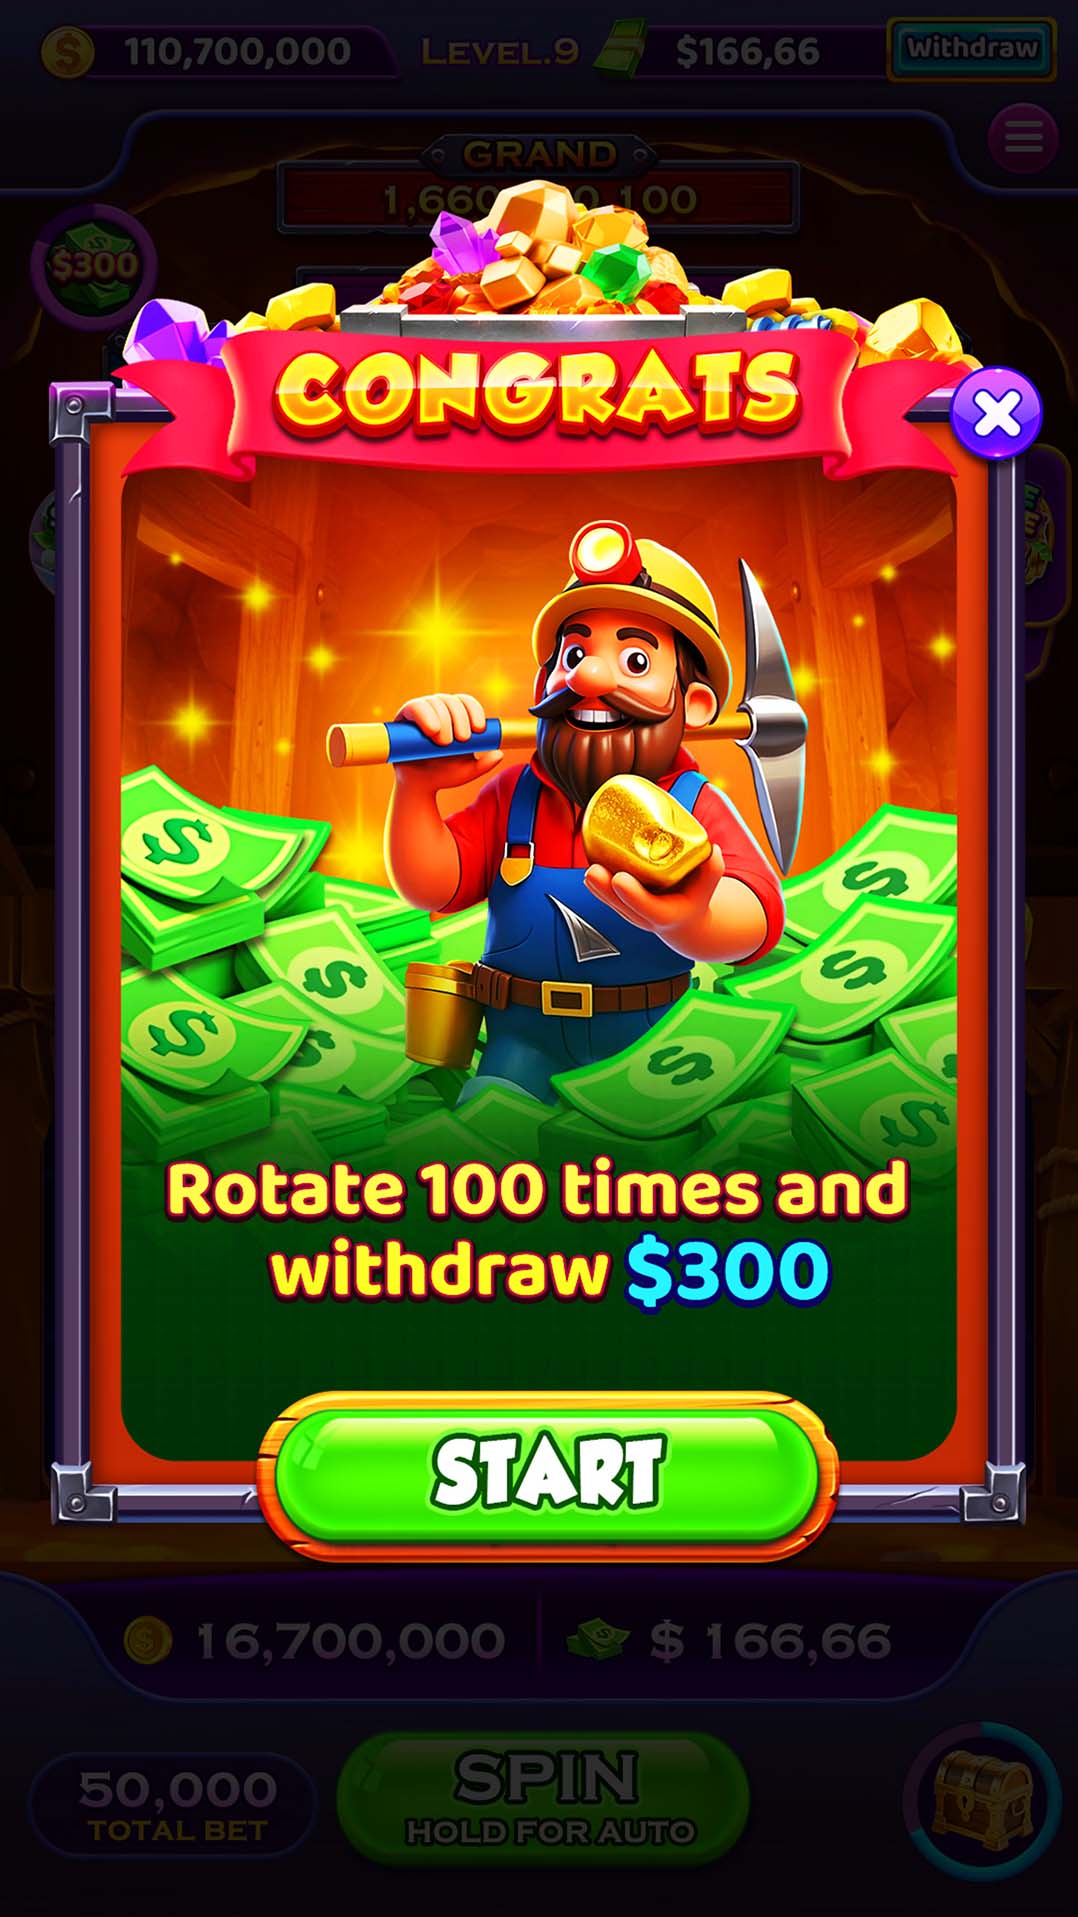 110,700,000
LEVEL.9
$166,66
Withdraw
GRAND
$300
CONGRATS
Rotate 100 times and
withdraw $300
START
16,700,000
$ 166,66
50,000
TOTAL BET
SPIN
HOLD FOR AUTO